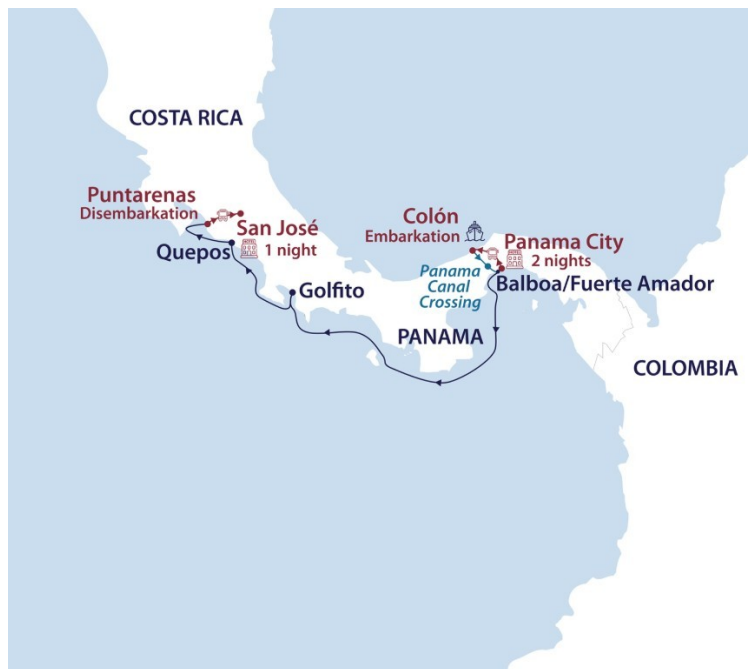 COSTA RICA
Puntarenas
Disembarkation
San José
1 night
Quepos
Golfito
Colón
Embarkation
Panama City
2 nights
Panama
Canal
Crossing
Balboa/Fuerte Amador
PANAMA
COLOMBIA